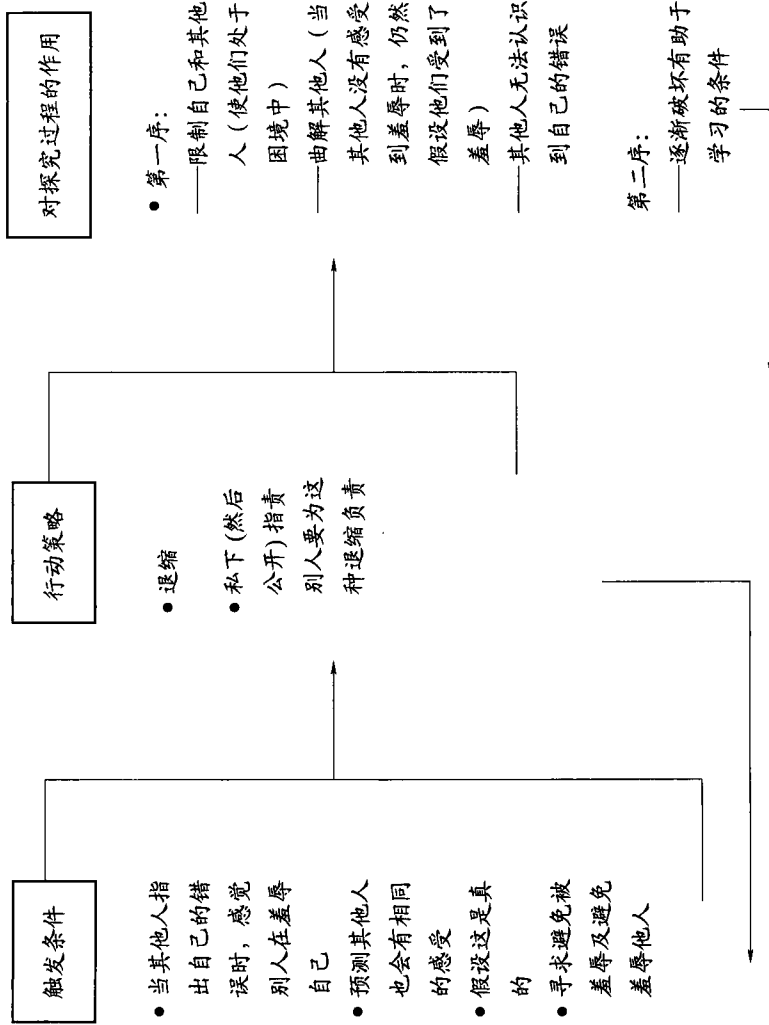 触发条件
● 当其他人指
出自己的错
误时，感觉
别人在羞辱
自己
● 预测其他人
也会有相同
的感受
● 假设这是真
的
● 寻求避免被
羞辱及避免
羞辱他人
行动策略
● 退缩
● 私下(然后
公开)指责
别人要为这
种退缩负责
对探究过程的作用
● 第一序：
——限制自己和其他
人（使他们处于
困境中）
——曲解其他人（当
其他人没有感受
到羞辱时，仍然
假设他们受到了
羞辱）
——其他人无法认识
到自己的错误
第二序：
——逐渐破坏有助于
学习的条件